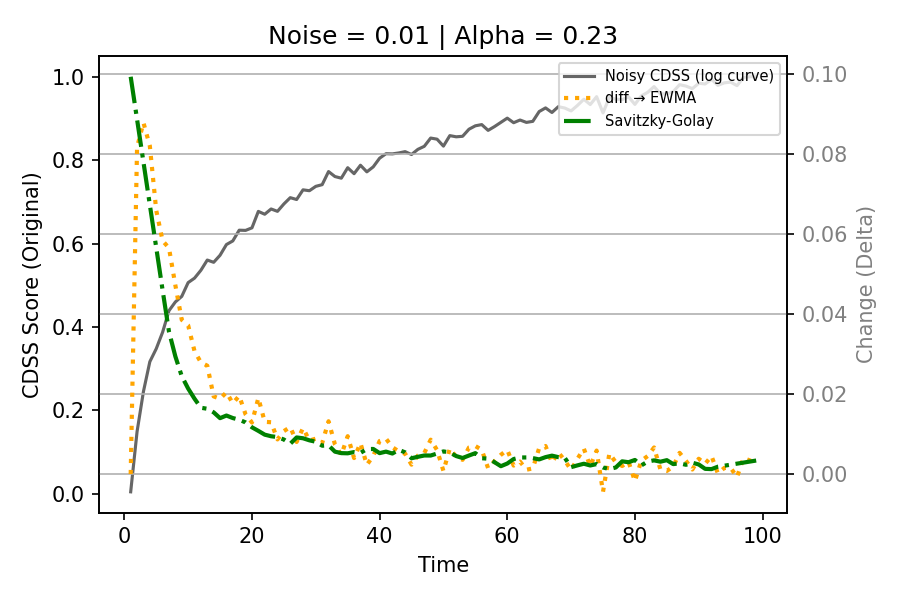 Noise = 0.01 | Alpha = 0.23
Noisy CDSS (log curve)
diff → EWMA
Savitzky-Golay
CDSS Score (Original)
1.0
0.8
0.6
0.4
0.2
0.0
0.10
0.08
0.06
0.04
0.02
0.00
Change (Delta)
0 20 40 60 80 100
Time